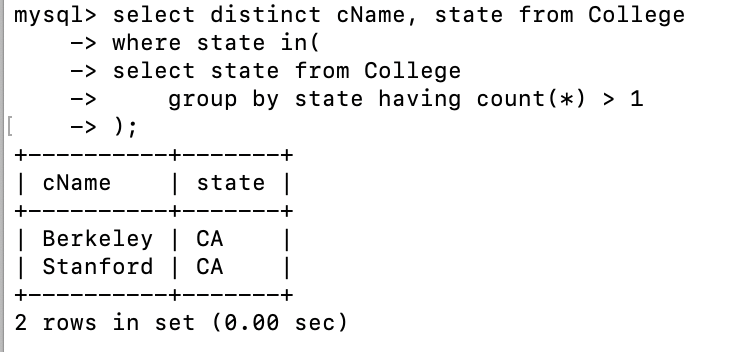 mysql> select distinct cName, state from College
    -> where state in(
    -> select state from College
    ->     group by state having count(*) > 1
[    -> );
+----------+-------+
| cName    | state |
+----------+-------+
| Berkeley | CA    |
| Stanford | CA    |
+----------+-------+
2 rows in set (0.00 sec)